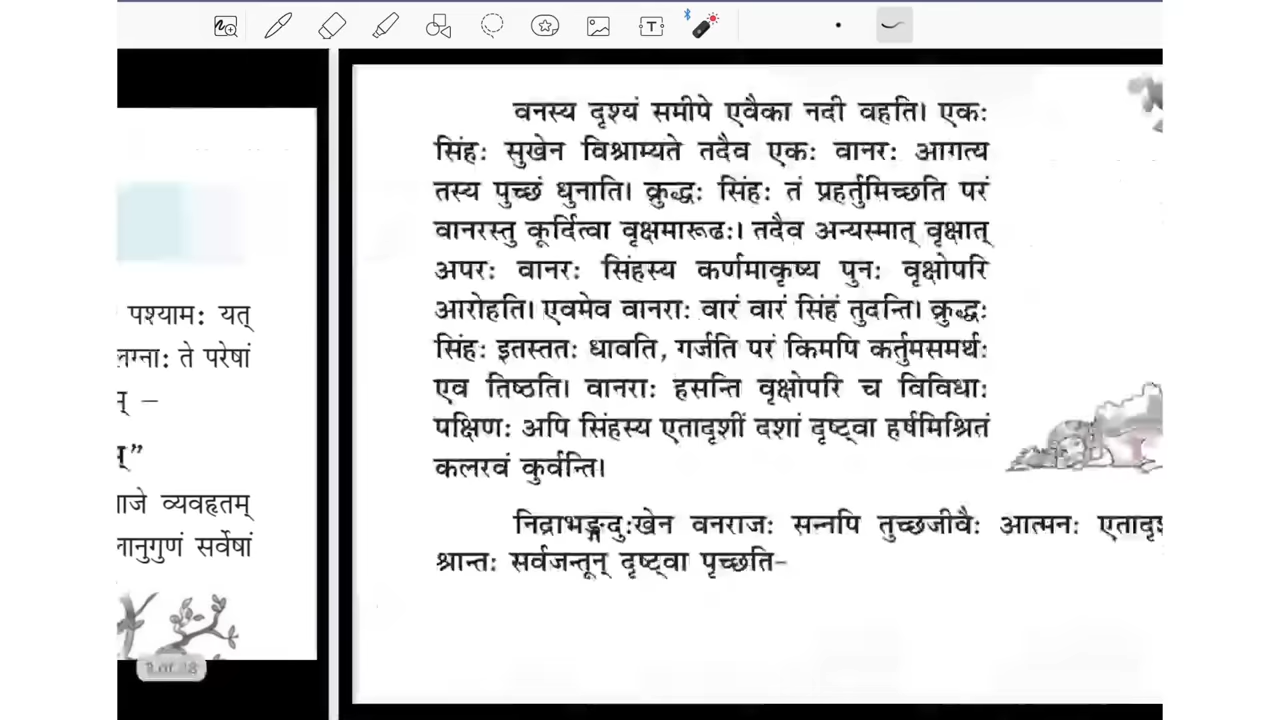 पश्यामः यत्
लग्नाः ते परेषां
व्यवहृतम्
सर्वेषां
वनस्य दृश्यं समीपे एवैका नदी वहति। एकः
सिंहः सुखेन विश्राम्यते तदैव एकः वानरः आगत्य
तस्य पुच्छं धुनाति। क्रुद्धः सिंहः तं प्रहर्तुमिच्छति परं
वानरस्तु कूर्दित्वा वृक्षमारूढः। तदैव अन्यस्मात् वृक्षात्
अपरः वानरः सिंहस्य कर्णमाकृष्य पुनः वृक्षोपरि
आरोहति। एवमेव वानराः वारं वारं सिंहं तुदन्ति। क्रुद्धः
सिंहः इतस्ततः धावति, गर्जति परं किमपि कर्तुमसमर्थः
एव तिष्ठति। वानराः हसन्ति वृक्षोपरि च विविधाः
पक्षिणः अपि सिंहस्य एतादृशीं दशां दृष्ट्वा हर्षमिश्रितं
कलरवं कुर्वन्ति।
निद्राभङ्गदुःखेन वनराजः सन्नपि तुच्छजीवैः आत्मनः
श्रान्तः सर्वजन्तून् दृष्ट्वा पृच्छति-